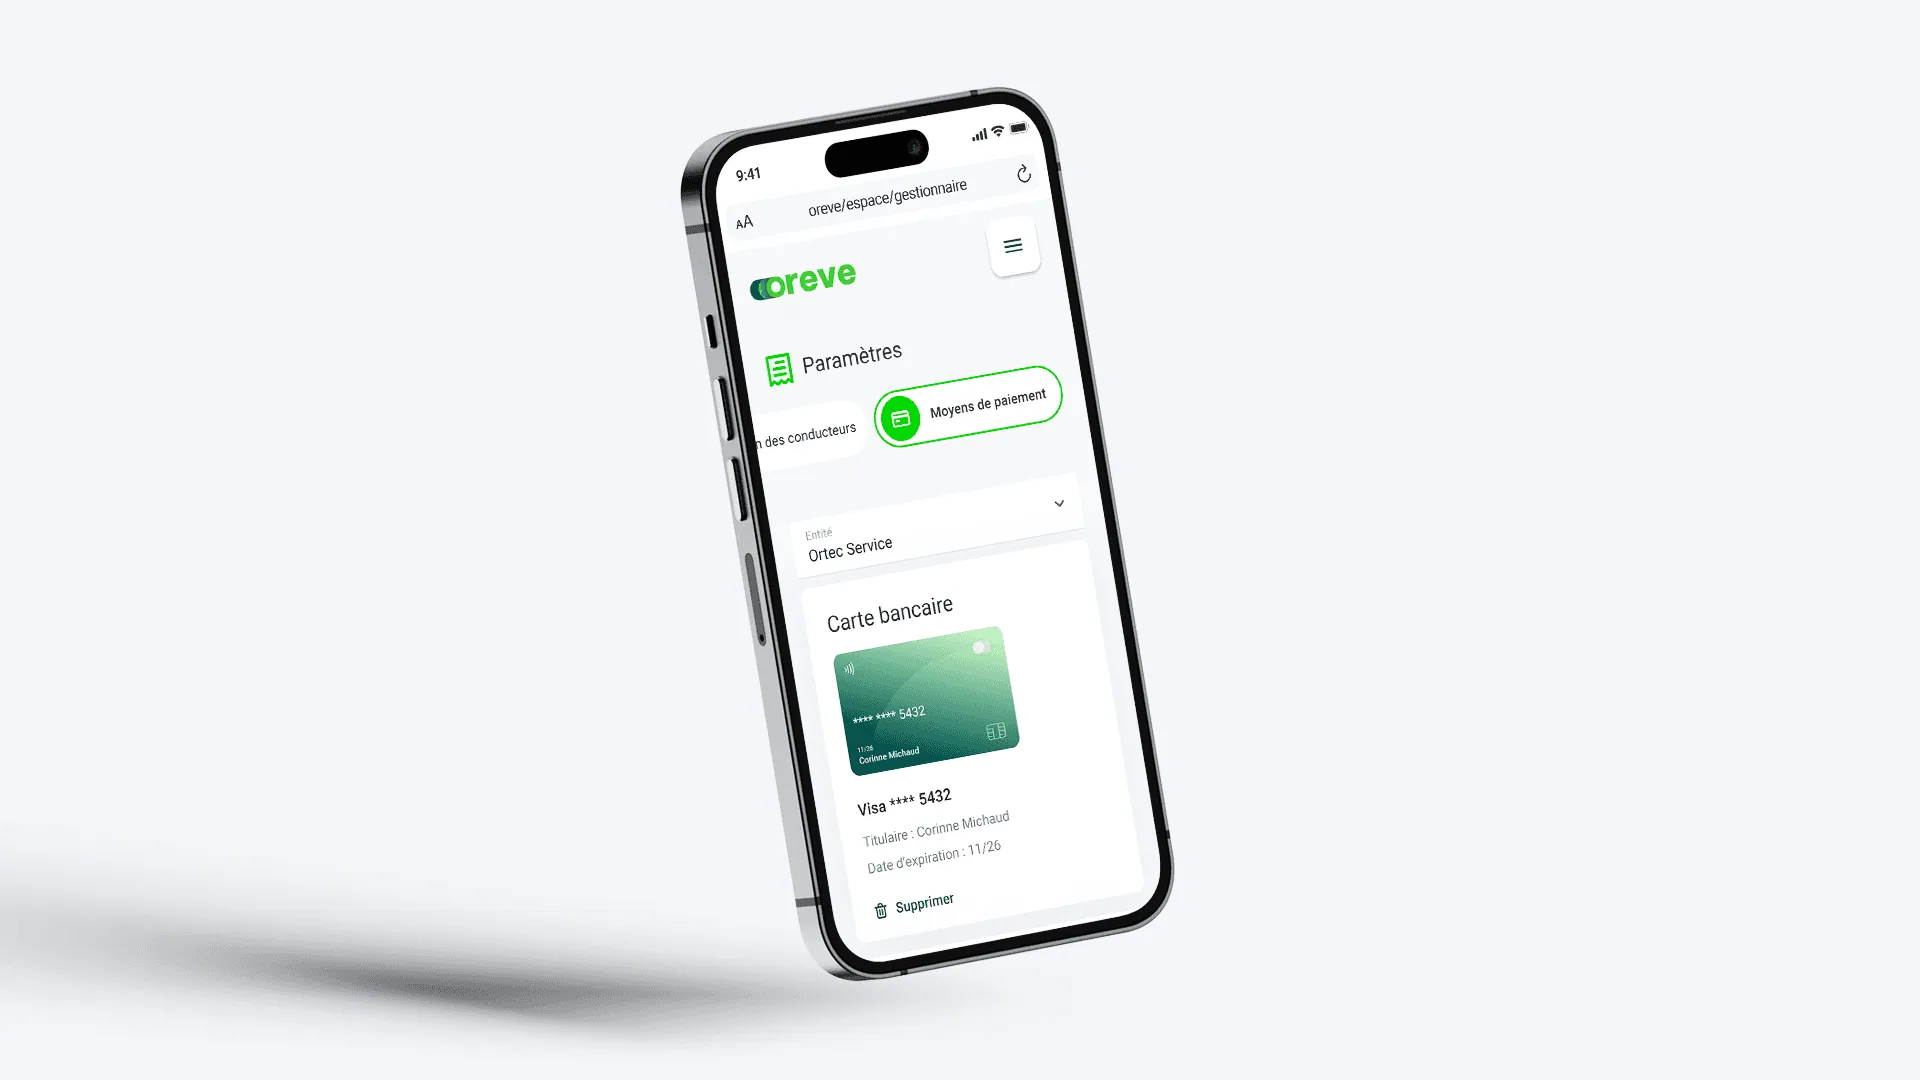 9:41
AA
oreve/espace/gestionnaire
oreve
Paramètres
n des conducteurs
Moyens de paiement
Entité
Ortec Service
Carte bancaire
**** **** 5432
11/26
Corinne Michaud
Visa **** 5432
Titulaire : Corinne Michaud
Date d'expiration : 11/26
Supprimer